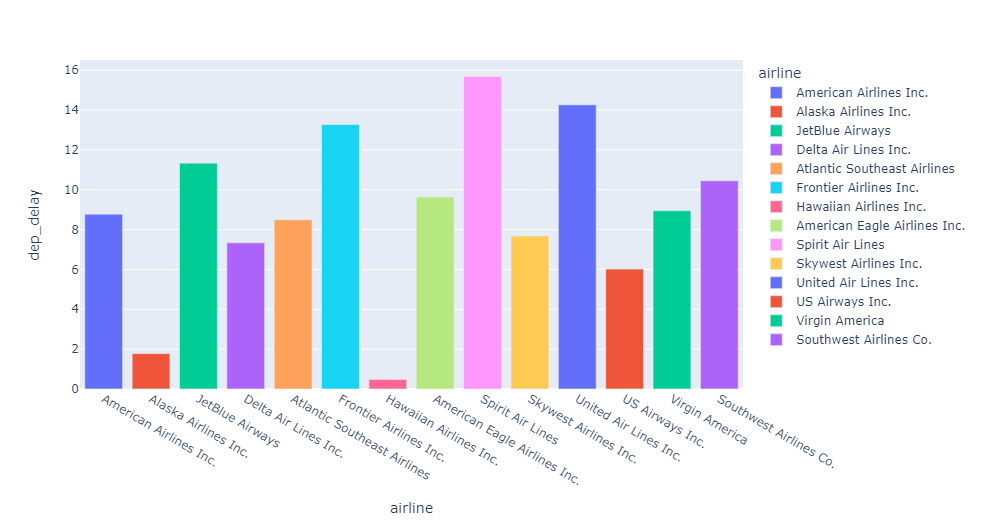 16
14
12
10
8
6
4
2
0
dep_delay
American Airlines Inc.
Alaska Airlines Inc.
JetBlue Airways
Delta Air Lines Inc.
Atlantic Southeast Airlines
Frontier Airlines Inc.
Hawaiian Airlines Inc.
American Eagle Airlines Inc.
Spirit Air Lines
Skywest Airlines Inc.
United Air Lines Inc.
US Airways Inc.
Virgin America
Southwest Airlines Co.
airline
airline
American Airlines Inc.
Alaska Airlines Inc.
JetBlue Airways
Delta Air Lines Inc.
Atlantic Southeast Airlines
Frontier Airlines Inc.
Hawaiian Airlines Inc.
American Eagle Airlines Inc.
Spirit Air Lines
Skywest Airlines Inc.
United Air Lines Inc.
US Airways Inc.
Virgin America
Southwest Airlines Co.